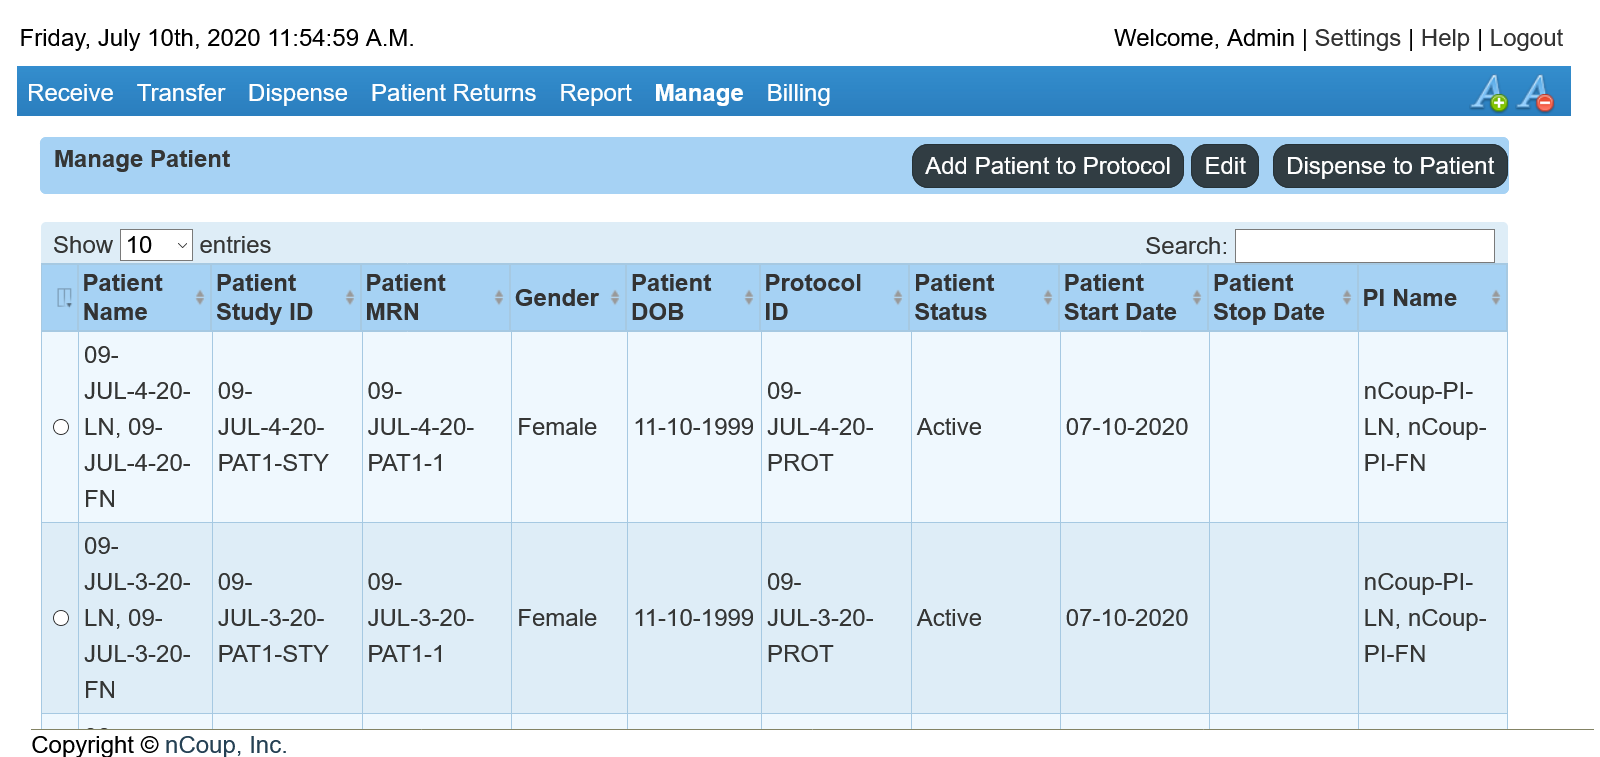 Friday, July 10th, 2020 11:54:59 A.M.
Welcome, Admin | Settings | Help | Logout
Receive Transfer Dispense Patient Returns Report Manage Billing
Manage Patient
Add Patient to Protocol Edit Dispense to Patient
Show 10 entries
Search:
Patient Name Patient Study ID Patient MRN Gender Patient DOB Protocol ID Patient Status Patient Start Date Patient Stop Date PI Name
09-JUL-4-20-LN, 09-JUL-4-20-FN 09-JUL-4-20-PAT1-STY 09-JUL-4-20-PAT1-1 Female 11-10-1999 09-JUL-4-20-PROT Active 07-10-2020 nCoup-PI-LN, nCoup-PI-FN
09-JUL-3-20-LN, 09-JUL-3-20-FN 09-JUL-3-20-PAT1-STY 09-JUL-3-20-PAT1-1 Female 11-10-1999 09-JUL-3-20-PROT Active 07-10-2020 nCoup-PI-LN, nCoup-PI-FN
Copyright © nCoup, Inc.